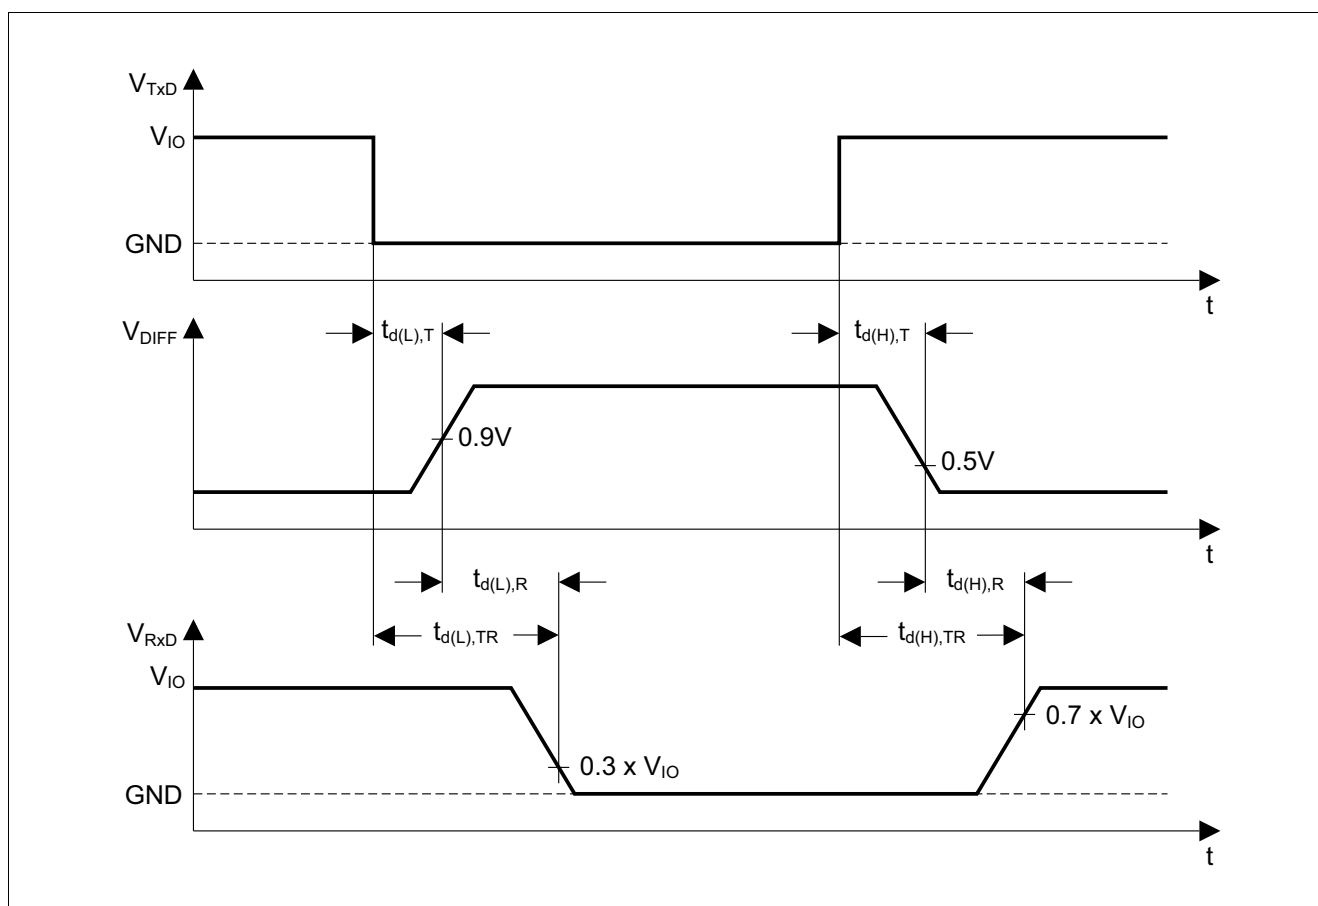 V_TxD
V_IO
GND
t
V_DIFF
t_d(L),T
t_d(H),T
0.9V
0.5V
t
t_d(L),R
t_d(H),R
V_RxD
t_d(L),TR
t_d(H),TR
V_IO
0.7 x V_IO
0.3 x V_IO
GND
t